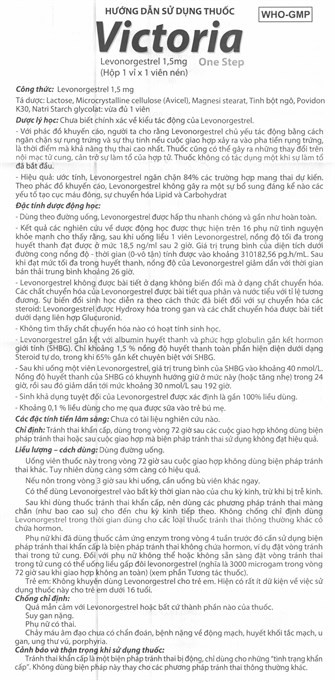 HƯỚNG DẪN SỬ DỤNG THUỐC
WHO-GMP
Victoria
Levonorgestrel 1,5mg One Step
(Hộp 1 vỉ x 1 viên nén)
Công thức: Levonorgestrel 1,5 mg
Tá dược: Lactose, Microcrystalline cellulose (Avicel), Magnesi stearat, Tinh bột ngô, Povidon
K30, Natri Starch glycolat: vừa đủ 1 viên
Dược lý học: Chưa biết chính xác về kiểu tác động của Levonorgestrel.
- Với phác đồ khuyến cáo, người ta cho rằng Levonorgestrel chủ yếu tác động bằng cách
ngăn chặn sự rụng trứng và sự thụ tinh nếu cuộc giao hợp xảy ra vào pha tiền rụng trứng,
là thời điểm mà khả năng thụ thai cao nhất. Thuốc cũng có thể gây ra những thay đổi trên
nội mạc tử cung, cản trở sự làm tổ của hợp tử. Thuốc không có tác dụng một khi sự làm tổ
đã bắt đầu.
- Hiệu quả: ước tính, Levonorgestrel ngăn chặn 84% các trường hợp mang thai dự kiến.
Theo phác đồ khuyến cáo, Levonorgestrel không gây ra một sự bổ sung đáng kể nào các
yếu tố tạo cục máu đông, sự chuyển hóa Lipid và Carbohydrat
Đặc tính dược động học:
- Dùng theo đường uống, Levonorgestrel được hấp thu nhanh chóng và gần như hoàn toàn.
- Kết quả các nghiên cứu về dược động học được thực hiện trên 16 phụ nữ tình nguyện
khỏe mạnh cho thấy rằng, sau khi uống liều 1 viên Levonorgestrel, nồng độ tối đa trong
huyết thanh đạt được ở mức 18,5 ng/ml sau 2 giờ. Giá trị trung bình của diện tích dưới
đường cong nồng độ - thời gian (0-vô tận) tính được vào khoảng 310182,56 pg.h/mL. Sau
khi đạt mức tối đa trong huyết thanh, nồng độ của Levonorgestrel giảm dần với thời gian
bán thải trung bình khoảng 26 giờ.
- Levonorgestrel không được bài tiết ở dạng không biến đổi mà ở dạng chất chuyển hóa.
Các chất chuyển hóa của Levonorgestrel được bài tiết qua phân và nước tiểu với tỉ lệ tương
đương. Sự biến đổi sinh học diễn ra theo cách thức đã biết đối với sự chuyển hóa các
steroid: Levonorgestrel được Hydroxy hóa trong gan và các chất chuyển hóa được bài tiết
dưới dạng liên hợp Glucuronid.
- Không tìm thấy chất chuyển hóa nào có hoạt tính sinh học.
- Levonorgestrel gắn kết với albumin huyết thanh và phức hợp globulin gắn kết hormon
giới tính (SHBG). Chỉ khoảng 1,5 % nồng độ huyết thanh toàn phần hiện diện dưới dạng
Steroid tự do, trong khi 65% gắn kết chuyên biệt với SHBG.
- Sau khi uống một viên Levonorgestrel, giá trị trung bình của SHBG vào khoảng 40 nmol/L.
Nồng độ huyết thanh của SHBG có khuynh hướng giữ ở mức này (hoặc tăng nhẹ) trong 24
giờ, rồi sau đó giảm dần tới mức khoảng 30 nmol/L sau 192 giờ.
- Sinh khả dụng tuyệt đối của Levonorgestrel được xác định là gần 100% liều dùng.
- Khoảng 0,1 % liều dùng cho mẹ qua được sữa vào trẻ bú mẹ.
Các đặc tính tiền lâm sàng: Chưa có tài liệu nghiên cứu nào.
Chỉ định: Tránh thai khẩn cấp, dùng trong vòng 72 giờ sau các cuộc giao hợp không dùng biện
pháp tránh thai hoặc sau cuộc giao hợp mà biện pháp tránh thai sử dụng không đạt hiệu quả.
Liều lượng – cách dùng: Dùng đường uống.
Uống viên thuốc này trong vòng 72 giờ sau cuộc giao hợp không dùng biện pháp tránh
thai khác. Tuy nhiên dùng càng sớm càng có hiệu quả.
Nếu nôn trong vòng 3 giờ sau khi uống, cần uống bù viên khác ngay.
Có thể dùng Levonorgestrel vào bất kỳ thời gian nào của chu kỳ kinh, trừ khi bị trễ kinh.
Sau khi dùng thuốc tránh thai khẩn cấp, nên dùng các phương pháp tránh thai màng
chắn (như bao cao su) cho đến chu kỳ kinh tiếp theo. Không chống chỉ định dùng
Levonorgestrel trong thời gian dùng cho các loại thuốc tránh thai thông thường khác có
chứa hormon.
Phụ nữ khi đã dùng thuốc cảm ứng enzym trong vòng 4 tuần trước đó cần sử dụng biện
pháp tránh thai khẩn cấp là biện pháp tránh thai không chứa hormon, ví dụ đặt vòng tránh
thai trong tử cung. Đối với phụ nữ không thể hoặc không sẵn sàng đặt vòng tránh thai
trong tử cung có thể uống liều gấp đôi levonorgestrel (nghĩa là 3000 microgam trong vòng
72 giờ sau khi giao hợp không an toàn) (xem phần Tương tác thuốc).
Trẻ em: Không khuyên dùng Levonorgestrel cho trẻ em. Hiện có rất ít dữ kiện về việc sử
dụng thuốc này cho trẻ em dưới 16 tuổi.
Chống chỉ định:
Quá mẫn cảm với Levonorgestrel hoặc bất cứ thành phần nào của thuốc.
Suy gan nặng.
Phụ nữ có thai.
Chảy máu âm đạo chưa có chẩn đoán, bệnh nặng về động mạch, huyết khối tắc mạch, u
gan, ung thư vú, porphyria.
Cảnh báo và thận trọng khi sử dụng thuốc:
Tránh thai khẩn cấp là một biện pháp tránh thai bị động, chỉ dùng cho những "tình trạng khẩn
cấp". Không dùng biện pháp này thay cho các phương pháp tránh thai thông thường khác.